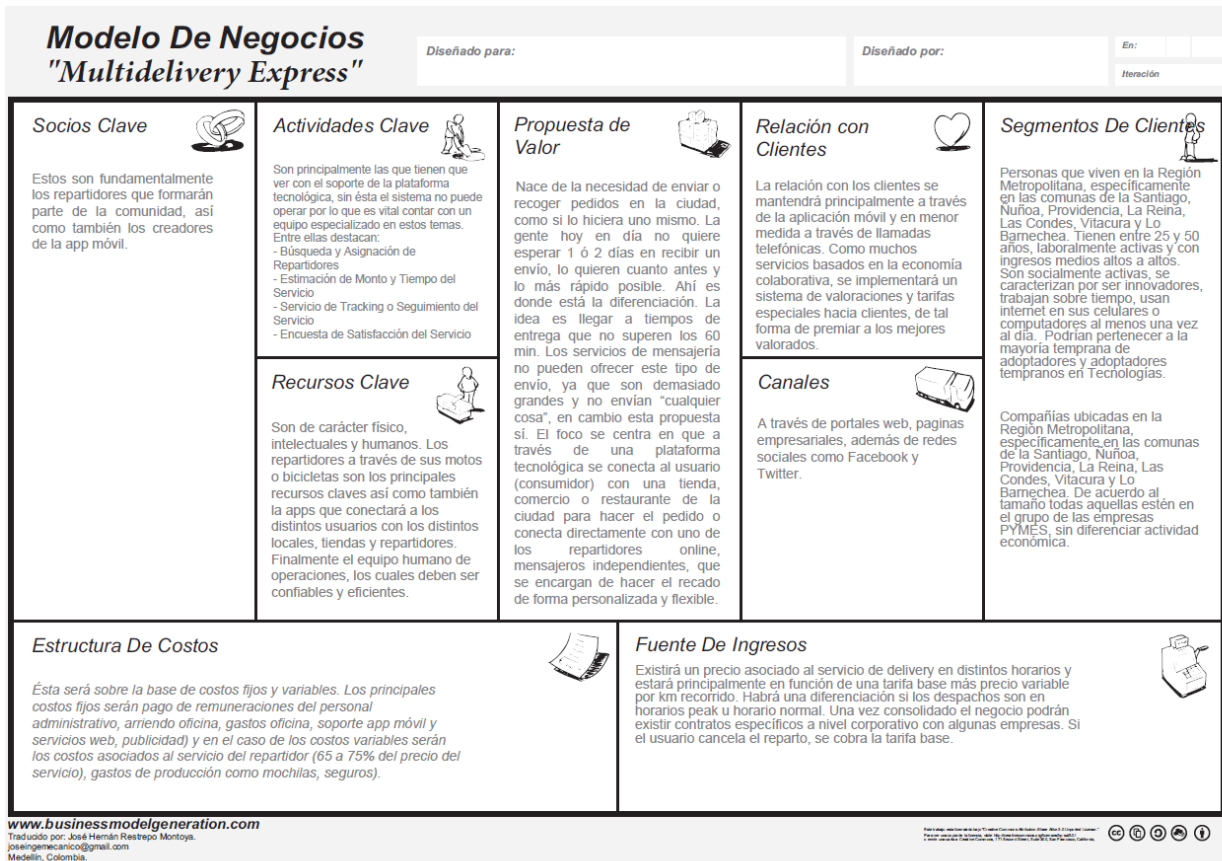 Modelo De Negocios
"Multidelivery Express"
Diseñado para:
Diseñado por:
En:
Iteración
Socios Clave
Estos son fundamentalmente
los repartidores que formarán
parte de la comunidad, así
como también los creadores
de la app móvil.
Actividades Clave
Son principalmente las que tienen que
ver con el soporte de la plataforma
tecnológica, sin ésta el sistema no puede
operar por lo que es vital contar con un
equipo especializado en estos temas.
Entre ellas destacan:
- Búsqueda y Asignación de
Repartidores
- Estimación de Monto y Tiempo del
Servicio
- Servicio de Tracking o Seguimiento del
Servicio
- Encuesta de Satisfacción del Servicio
Recursos Clave
Son de carácter físico,
intelectuales y humanos. Los
repartidores a través de sus motos
o bicicletas son los principales
recursos claves así como también
la apps que conectará a los
distintos usuarios con los distintos
locales, tiendas y repartidores.
Finalmente el equipo humano de
operaciones, los cuales deben ser
confiables y eficientes.
Propuesta de
Valor
Nace de la necesidad de enviar o
recoger pedidos en la ciudad,
como si lo hiciera uno mismo. La
gente hoy en día no quiere
esperar 1 ó 2 días en recibir un
envío, lo quieren cuanto antes y
lo más rápido posible. Ahí es
donde está la diferenciación. La
idea es llegar a tiempos de
entrega que no superen los 60
min. Los servicios de mensajería
no pueden ofrecer este tipo de
envío, ya que son demasiado
grandes y no envían “cualquier
cosa”, en cambio esta propuesta
sí. El foco se centra en que a
través de una plataforma
tecnológica se conecta al usuario
(consumidor) con una tienda,
comercio o restaurante de la
ciudad para hacer el pedido o
conecta directamente con uno de
los repartidores online,
mensajeros independientes, que
se encargan de hacer el recado
de forma personalizada y flexible.
Relación con
Clientes
La relación con los clientes se
mantendrá principalmente a través
de la aplicación móvil y en menor
medida a través de llamadas
telefónicas. Como muchos
servicios basados en la economía
colaborativa, se implementará un
sistema de valoraciones y tarifas
especiales hacia clientes, de tal
forma de premiar a los mejores
valorados.
Canales
A través de portales web, paginas
empresariales, además de redes
sociales como Facebook y
Twitter.
Segmentos De Clientes
Personas que viven en la Región
Metropolitana, específicamente
en las comunas de la Santiago,
Ñuñoa, Providencia, La Reina,
Las Condes, Vitacura y Lo
Barnechea. Tienen entre 25 y 50
años, laboralmente activas y con
ingresos medios altos a altos.
Son socialmente activas, se
caracterizan por ser innovadores,
trabajan sobre tiempo, usan
internet en sus celulares o
computadores al menos una vez
al día. Podrían pertenecer a la
mayoría temprana de
adoptadores y adoptadores
tempranos en Tecnologías.
Compañías ubicadas en la
Región Metropolitana,
específicamente en las comunas
de la Santiago, Ñuñoa,
Providencia, La Reina, Las
Condes, Vitacura y Lo
Barnechea. De acuerdo al
tamaño todas aquellas estén en
el grupo de las empresas
PYMES, sin diferenciar actividad
económica.
Estructura De Costos
Ésta será sobre la base de costos fijos y variables. Los principales
costos fijos serán pago de remuneraciones del personal
administrativo, arriendo oficina, gastos oficina, soporte app móvil y
servicios web, publicidad) y en el caso de los costos variables serán
los costos asociados al servicio del repartidor (65 a 75% del precio del
servicio), gastos de producción como mochilas, seguros).
Fuente De Ingresos
Existirá un precio asociado al servicio de delivery en distintos horarios y
estará principalmente en función de una tarifa base más precio variable
por km recorrido. Habrá una diferenciación si los despachos son en
horarios peak u horario normal. Una vez consolidado el negocio podrán
existir contratos específicos a nivel corporativo con algunas empresas. Si
el usuario cancela el reparto, se cobra la tarifa base.
www.businessmodelgeneration.com
Traducido por: José Hernán Restrepo Montoya.
joseingemecanico@gmail.com
Medellín, Colombia.